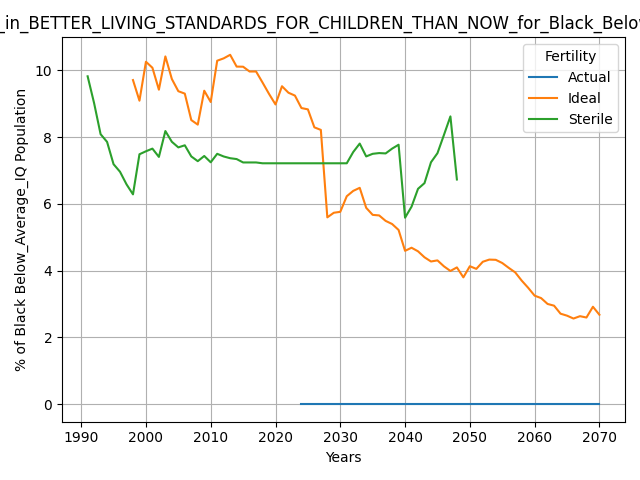 _in_BETTER_LIVING_STANDARDS_FOR_CHILDREN_THAN_NOW_for_Black_Below
Fertility
Actual
Ideal
Sterile
% of Black Below_Average_IQ Population
10
8
6
4
2
0
1990 2000 2010 2020 2030 2040 2050 2060 2070
Years